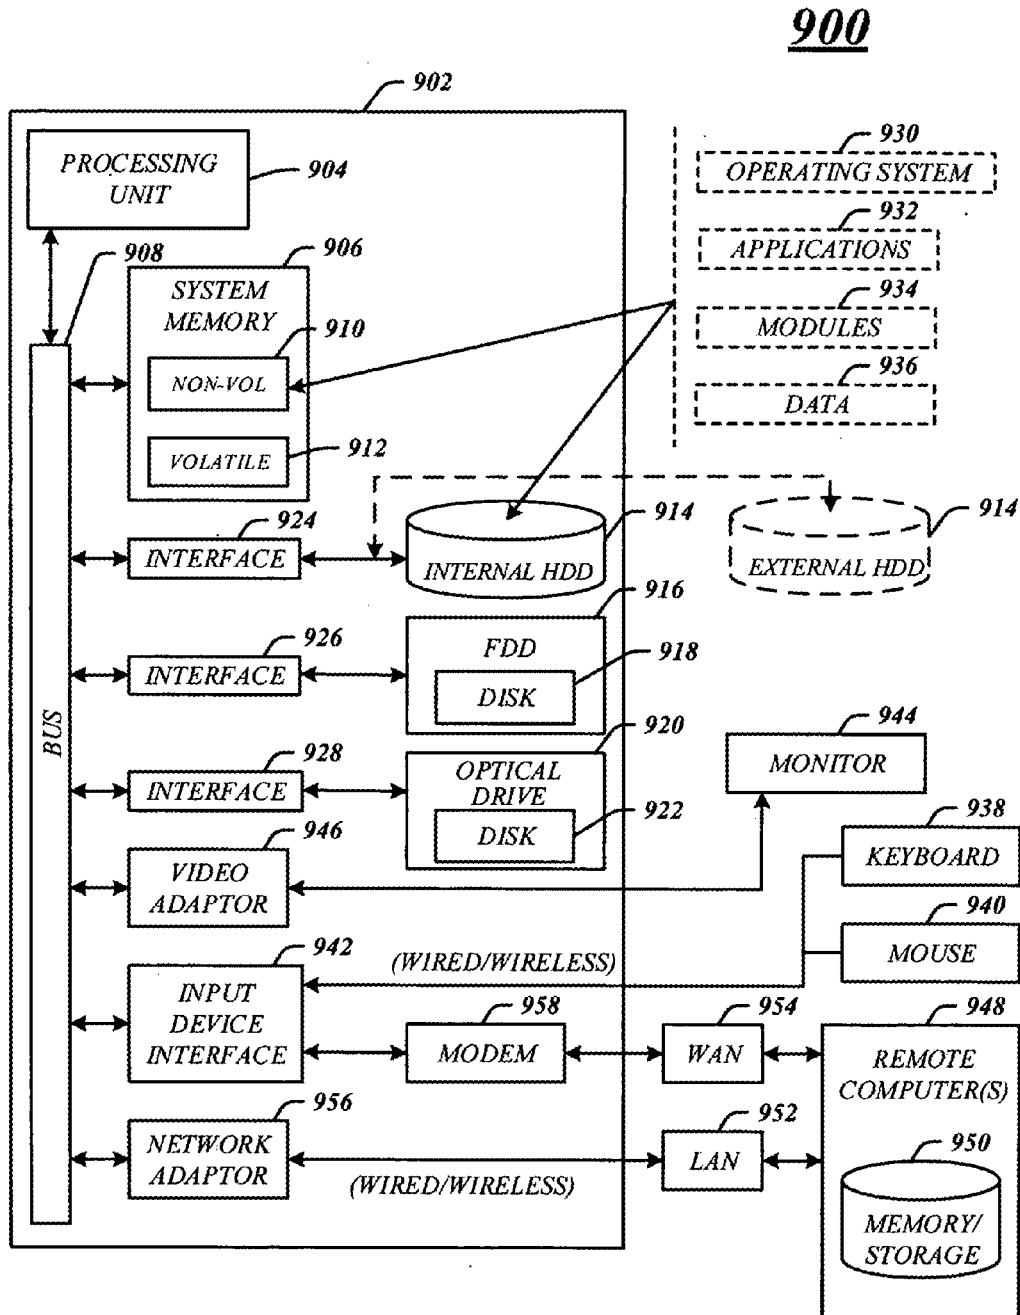 900
902
PROCESSING
UNIT
904
908
906
SYSTEM
MEMORY
910
NON-VOL
912
VOLATILE
930
OPERATING SYSTEM
932
APPLICATIONS
934
MODULES
936
DATA
924
INTERFACE
914
INTERNAL HDD
914
EXTERNAL HDD
926
INTERFACE
916
FDD
918
DISK
BUS
928
INTERFACE
920
OPTICAL
DRIVE
922
DISK
944
MONITOR
946
VIDEO
ADAPTOR
938
KEYBOARD
940
MOUSE
942
INPUT
DEVICE
INTERFACE
(WIRED/WIRELESS)
958
MODEM
954
WAN
948
REMOTE
COMPUTER(S)
956
NETWORK
ADAPTOR
(WIRED/WIRELESS)
952
LAN
950
MEMORY/
STORAGE